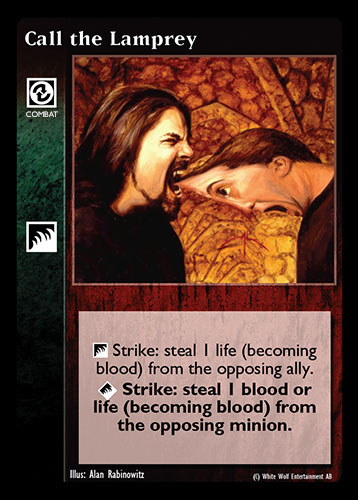 Call the Lamprey
COMBAT
Strike: steal 1 life (becoming
blood) from the opposing ally.
Strike: steal 1 blood or
life (becoming blood) from
the opposing minion.
Illus: Alan Rabinowitz
(C) White Wolf Entertainment AB